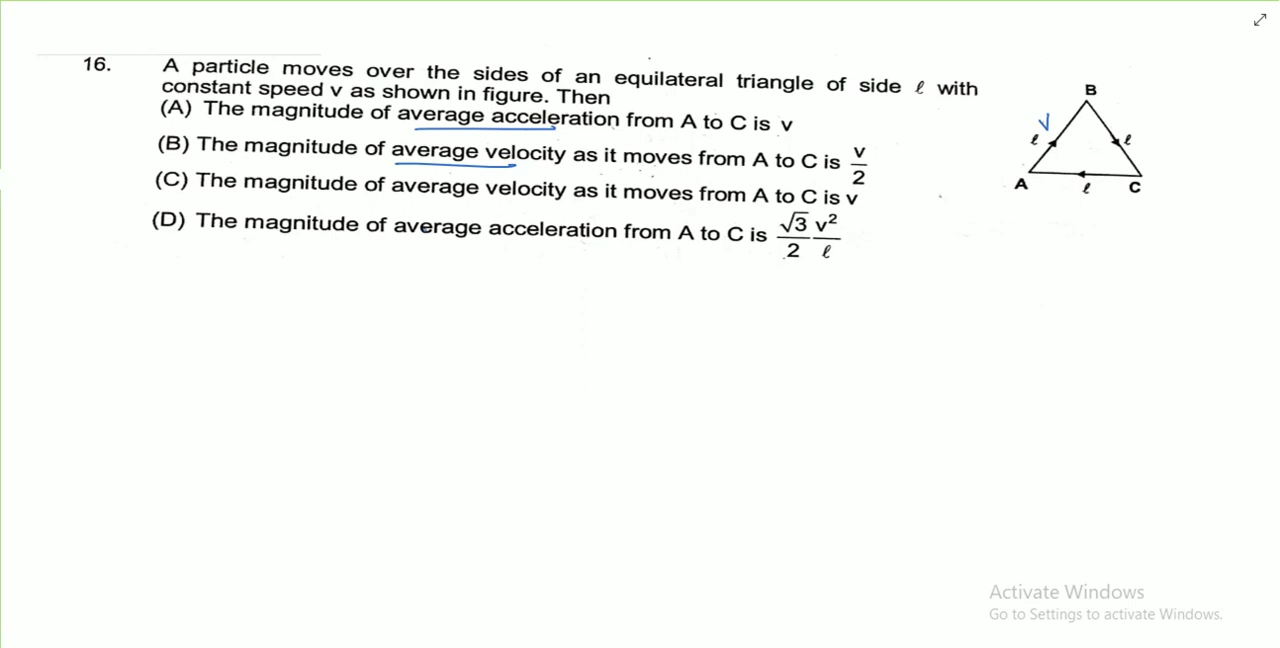 16. A particle moves over the sides of an equilateral triangle of side ℓ with
constant speed v as shown in figure. Then
(A) The magnitude of average acceleration from A to C is v
(B) The magnitude of average velocity as it moves from A to C is v/2
(C) The magnitude of average velocity as it moves from A to C is v
(D) The magnitude of average acceleration from A to C is √3/2 v²/ℓ
B
V
ℓ ℓ
A ℓ C
Activate Windows
Go to Settings to activate Windows.